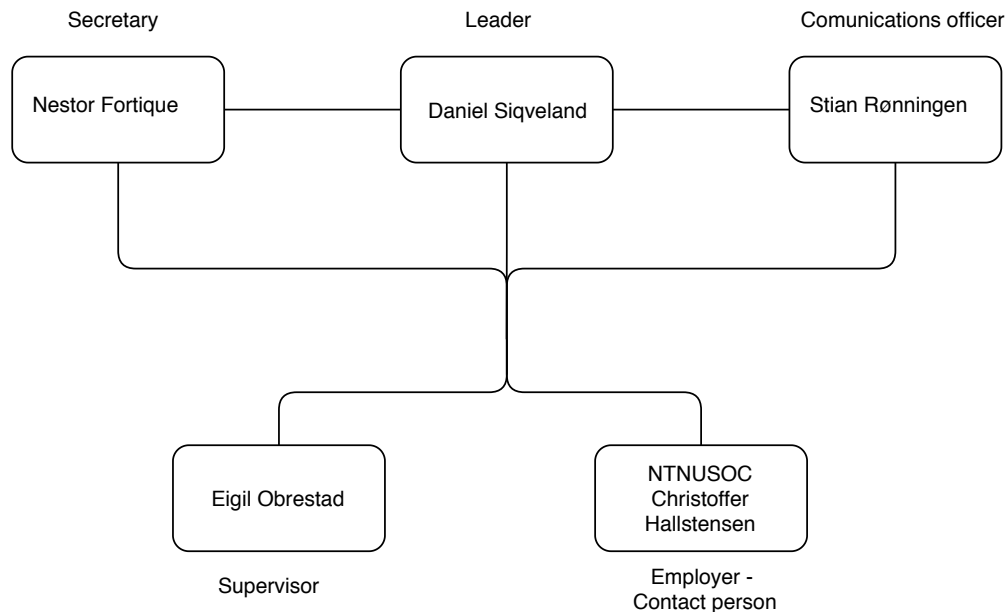 Secretary
Leader
Comunications officer
Nestor Fortique
Daniel Siqveland
Stian Rønningen
Eigil Obrestad
NTNUSOC
Christoffer
Hallstensen
Supervisor
Employer -
Contact person